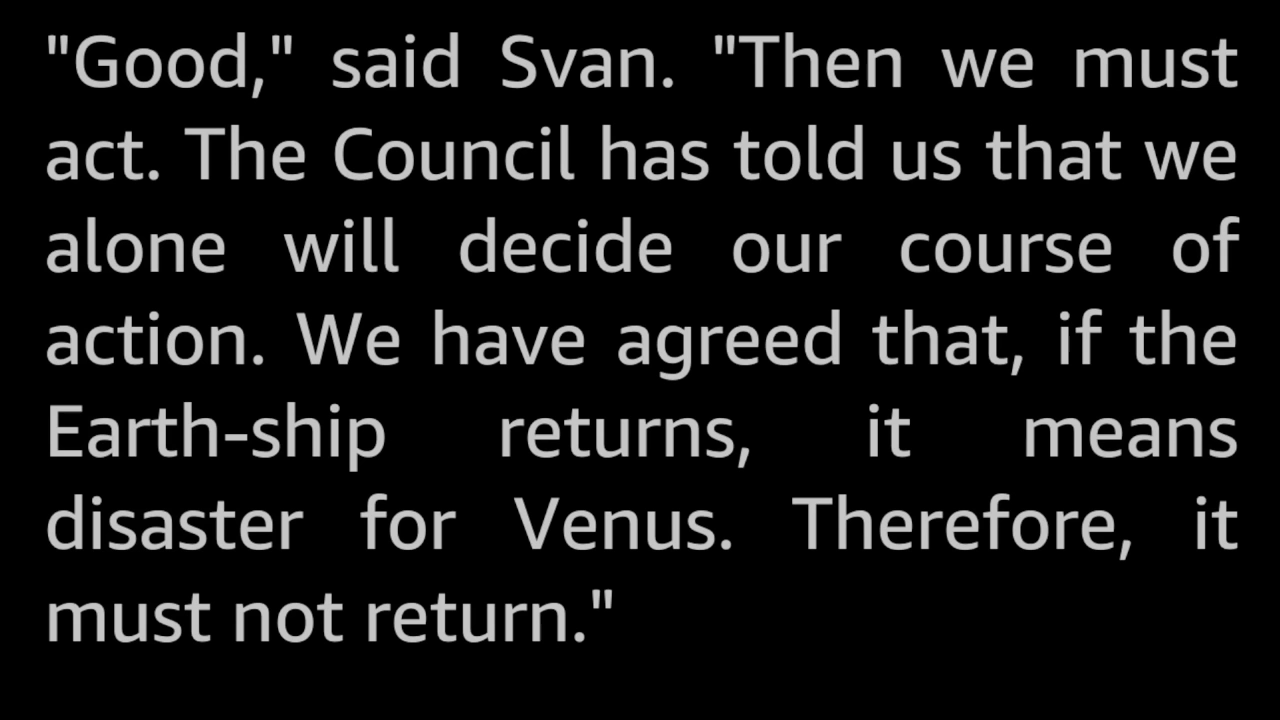 "Good," said Svan. "Then we must
act. The Council has told us that we
alone will decide our course of
action. We have agreed that, if the
Earth-ship returns, it means
disaster for Venus. Therefore, it
must not return."